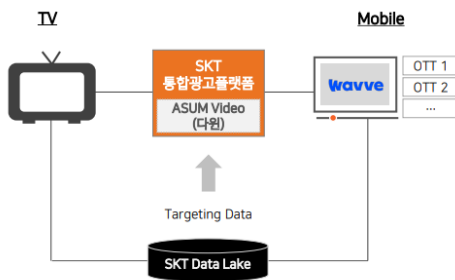 TV
Mobile
SKT
통합광고플랫폼
ASUM Video
(다윈)
wavve
OTT 1
OTT 2
...
Targeting Data
SKT Data Lake